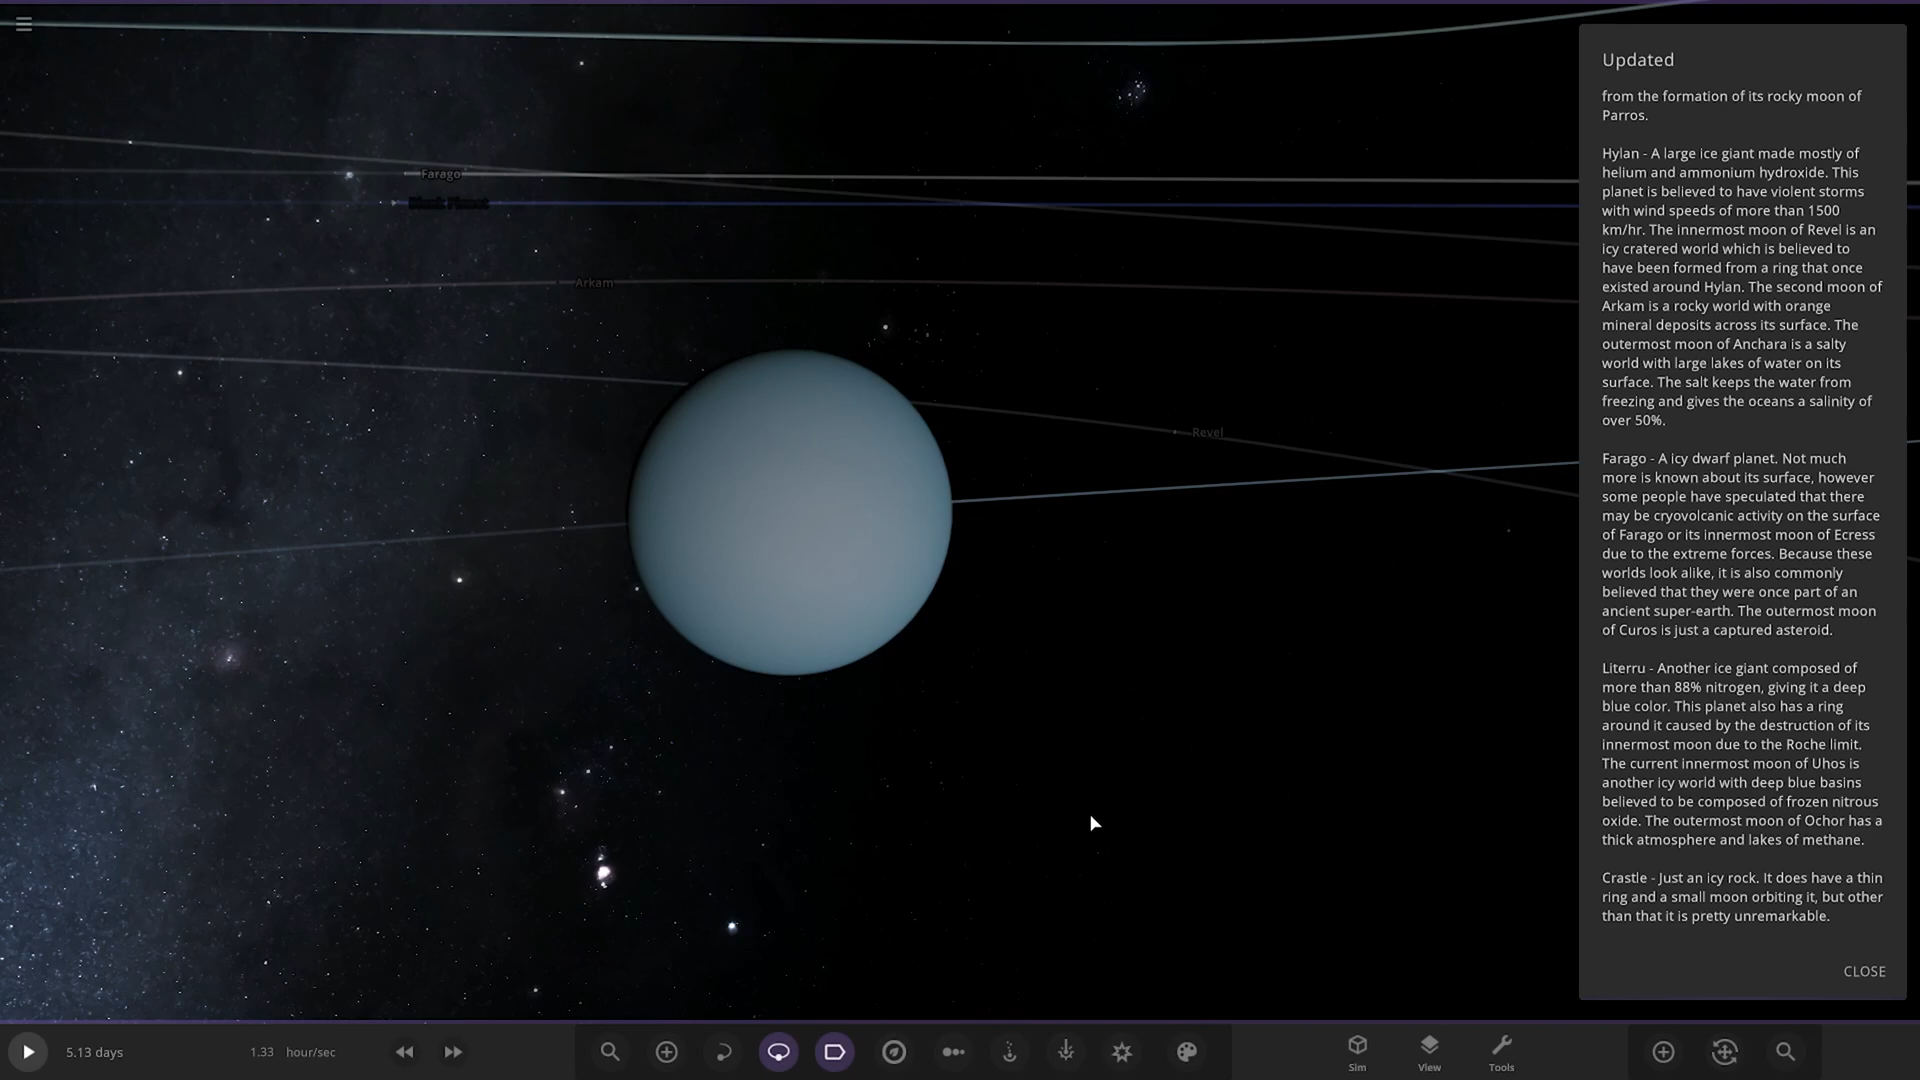 Updated
from the formation of its rocky moon of
Parros.
Hylan - A large ice giant made mostly of
helium and ammonium hydroxide. This
planet is believed to have violent storms
with wind speeds of more than 1500
km/hr. The innermost moon of Revel is an
icy cratered world which is believed to
have been formed from a ring that once
existed around Hylan. The second moon of
Arkam is a rocky world with orange
mineral deposits across its surface. The
outermost moon of Anchara is a salty
world with large lakes of water on its
surface. The salt keeps the water from
freezing and gives the oceans a salinity of
over 50%.
Farago - A icy dwarf planet. Not much
more is known about its surface, however
some people have speculated that there
may be cryovolcanic activity on the surface
of Farago or its innermost moon of Ecress
due to the extreme forces. Because these
worlds look alike, it is also commonly
believed that they were once part of an
ancient super-earth. The outermost moon
of Curos is just a captured asteroid.
Literru - Another ice giant composed of
more than 88% nitrogen, giving it a deep
blue color. This planet also has a ring
around it caused by the destruction of its
innermost moon due to the Roche limit.
The current innermost moon of Uhos is
another icy world with deep blue basins
believed to be composed of frozen nitrous
oxide. The outermost moon of Ochor has a
thick atmosphere and lakes of methane.
Crastle - Just an icy rock. It does have a thin
ring and a small moon orbiting it, but other
than that it is pretty unremarkable.
CLOSE
Farago
Arkam
Revel
5.13 days
1.33 hour/sec
Sim
View
Tools